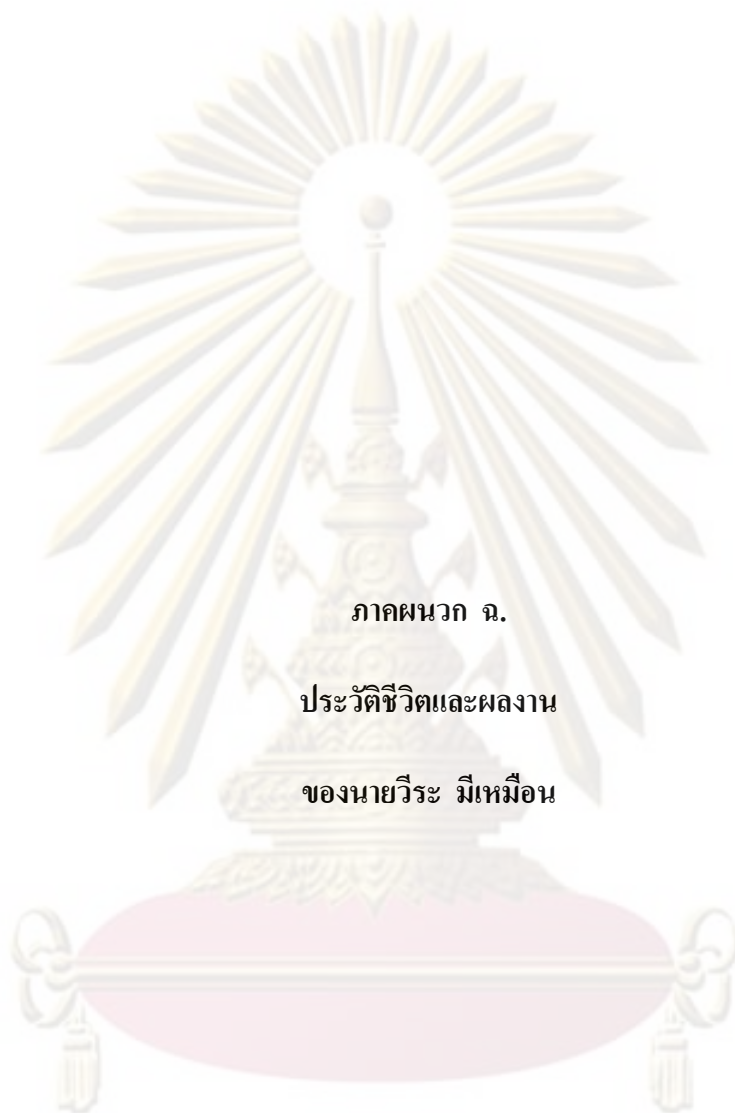 ภาคผนวก ฉ.
ประวัติชีวิตและผลงาน
ของนายวีระ มีเหมือน